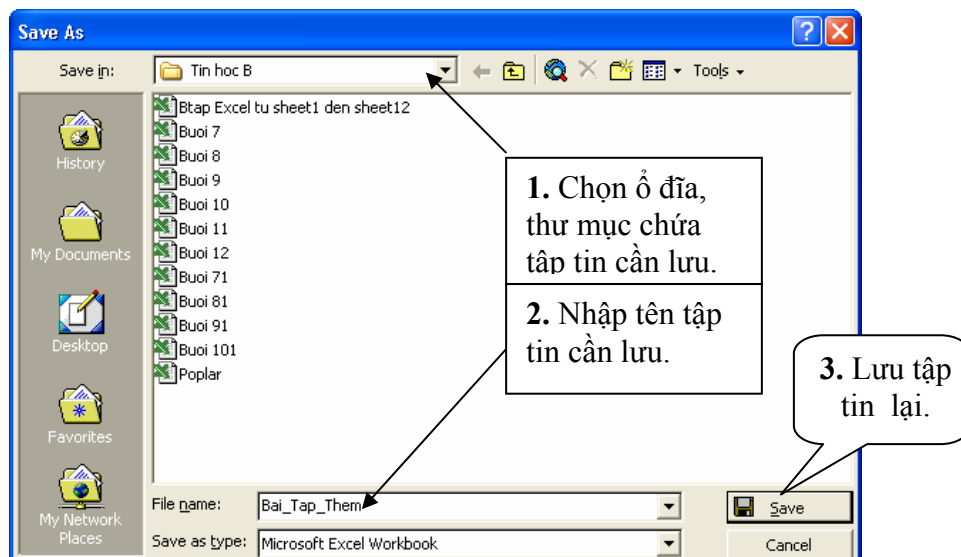 Save As
Save in:
Tin hoc B
Tools
History
My Documents
Desktop
Favorites
My Network
Places
Btap Excel tu sheet1 den sheet12
Buoi 7
Buoi 8
Buoi 9
Buoi 10
Buoi 11
Buoi 12
Buoi 71
Buoi 81
Buoi 91
Buoi 101
Poplar
1. Chọn ổ đĩa,
thư mục chứa
tập tin cần lưu.
2. Nhập tên tập
tin cần lưu.
3. Lưu tập
tin lại.
File name:
Bai_Tap_Them
Save
Save as type:
Microsoft Excel Workbook
Cancel